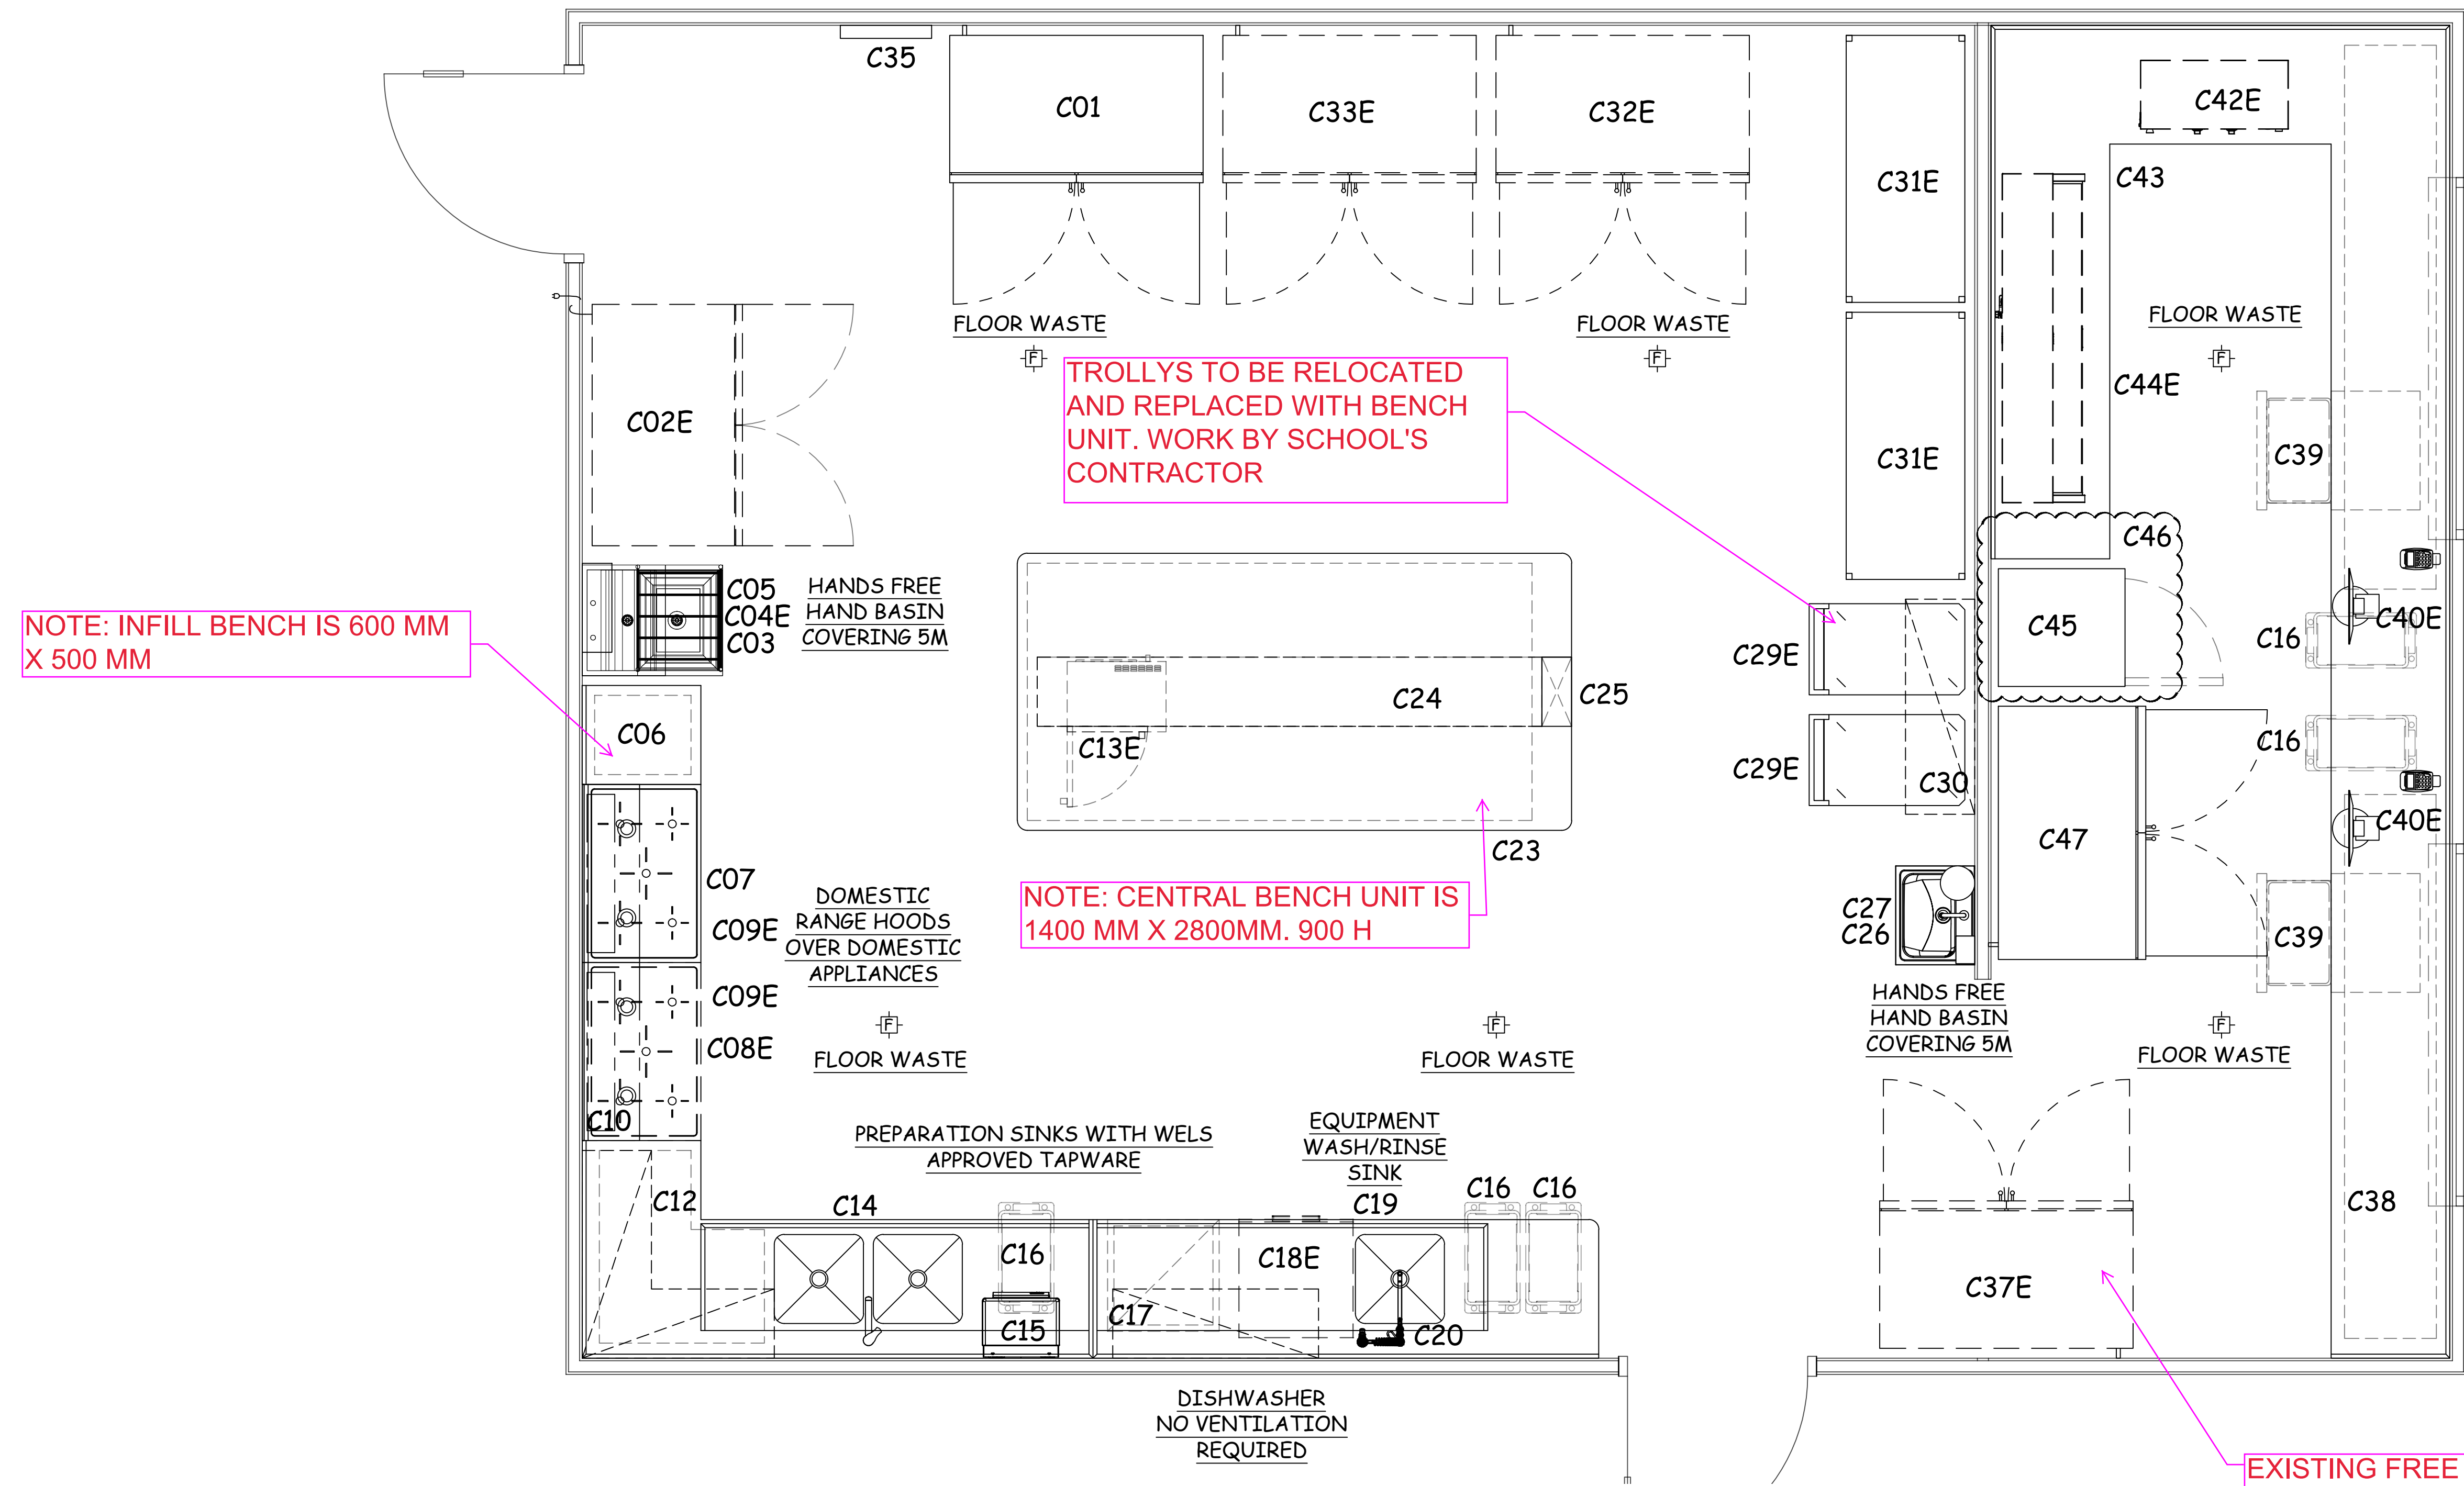 C35
C01
C33E
C32E
C31E
C42E
C43
FLOOR WASTE
F
FLOOR WASTE
F
FLOOR WASTE
F
C02E
TROLLYS TO BE RELOCATED
AND REPLACED WITH BENCH
UNIT. WORK BY SCHOOL'S
CONTRACTOR
C31E
C44E
C39
C46
C05
C04E
C03
HANDS FREE
HAND BASIN
COVERING 5M
NOTE: INFILL BENCH IS 600 MM
X 500 MM
C45
C16
C40E
C29E
C24
C25
C06
C13E
C29E
C30
C16
C40E
C23
C47
C07
C09E
DOMESTIC
RANGE HOODS
OVER DOMESTIC
APPLIANCES
NOTE: CENTRAL BENCH UNIT IS
1400 MM X 2800MM. 900 H
C27
C26
C39
HANDS FREE
HAND BASIN
COVERING 5M
C09E
C08E
F
FLOOR WASTE
F
FLOOR WASTE
F
FLOOR WASTE
C10
PREPARATION SINKS WITH WELS
APPROVED TAPWARE
EQUIPMENT
WASH/RINSE
SINK
C12
C14
C19
C16
C16
C38
C16
C18E
C37E
C15
C17
C20
DISHWASHER
NO VENTILATION
REQUIRED
EXISTING FREE